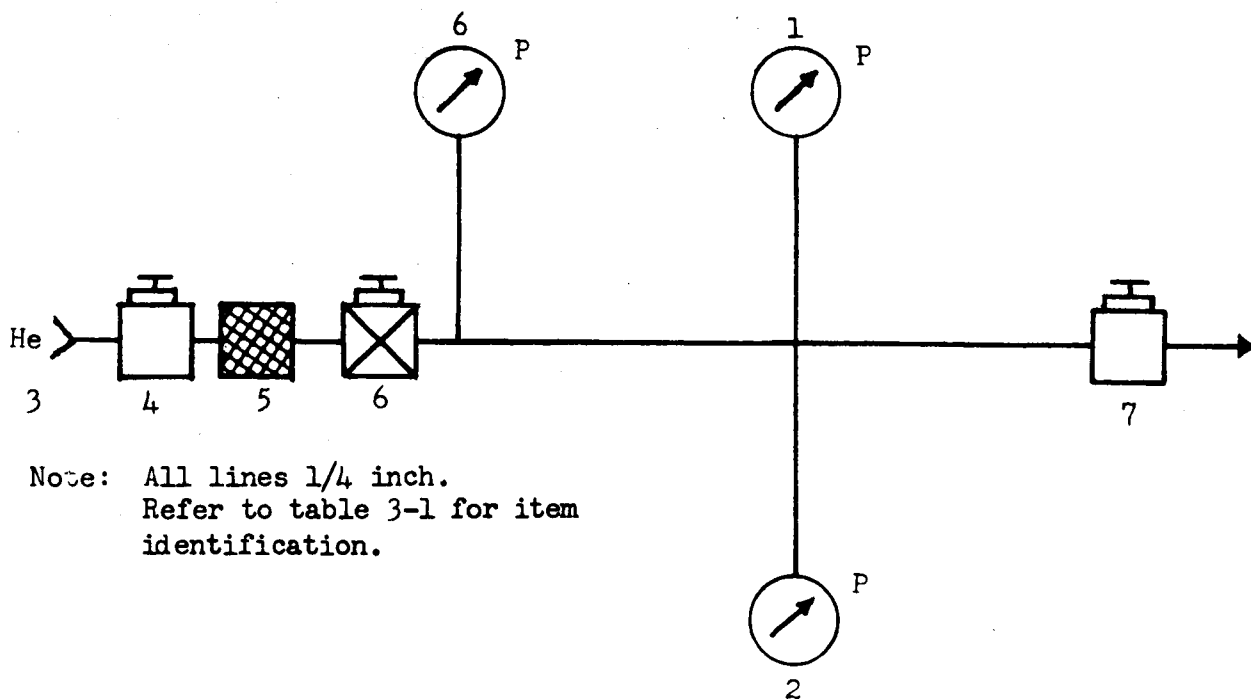 6
P
1
P
He
3
4
5
6
7
Note: All lines 1/4 inch.
Refer to table 3-1 for item
identification.
P
2